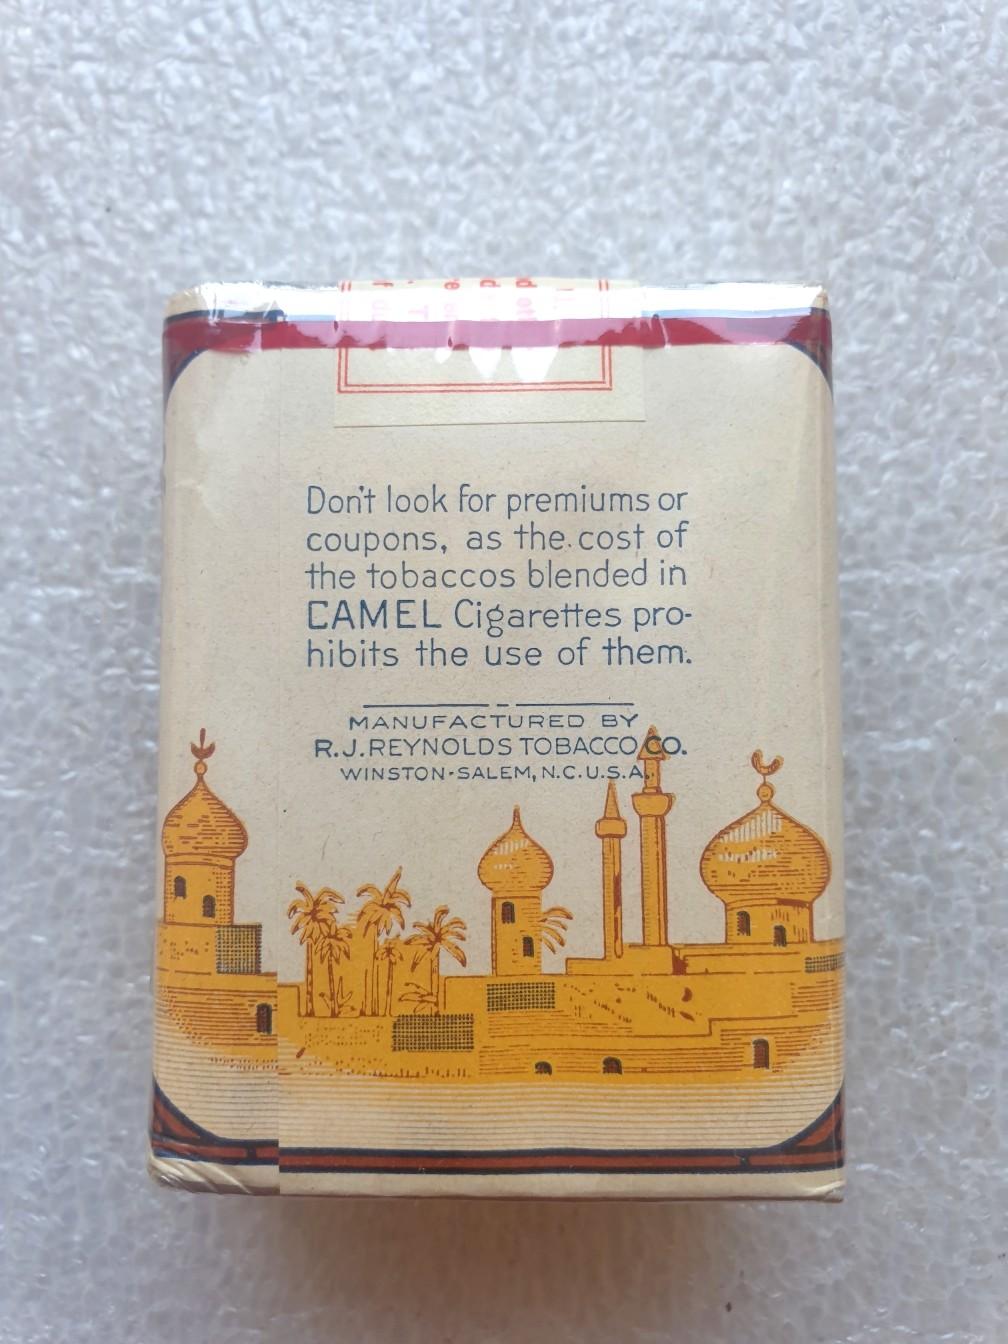 Don't look for premiums or
coupons, as the cost of
the tobaccos blended in
CAMEL Cigarettes pro-
hibits the use of them.
MANUFACTURED BY
R.J. REYNOLDS TOBACCO CO.
WINSTON-SALEM, N.C. U.S.A.